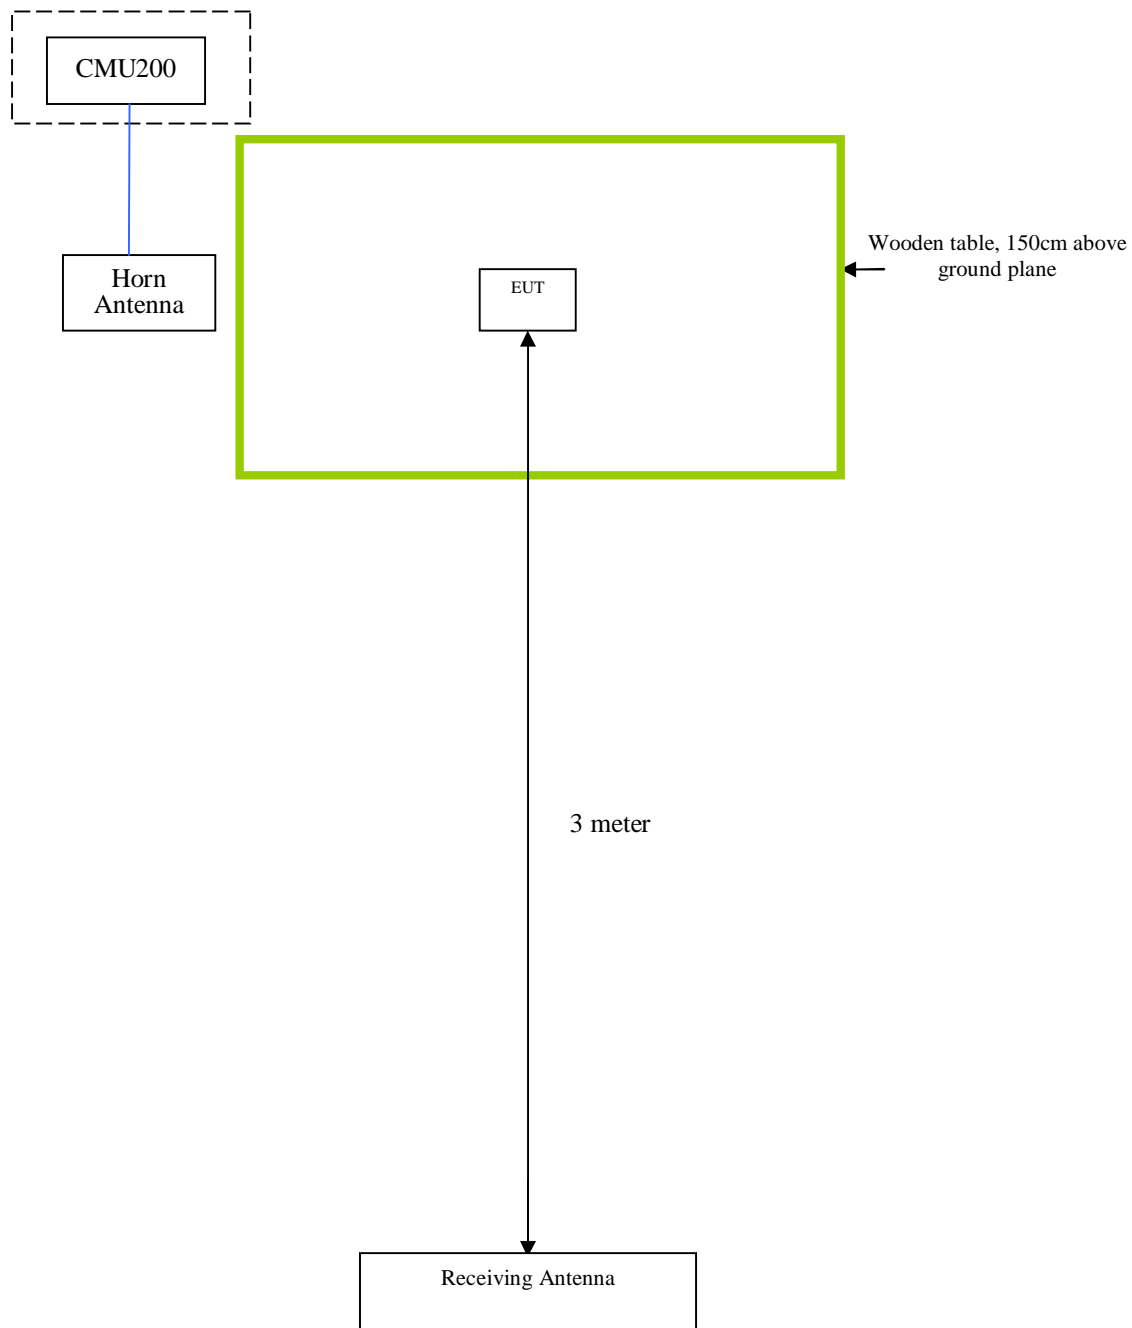 CMU200
Wooden table, 150cm above
ground plane
Horn
Antenna
EUT
3 meter
Receiving Antenna